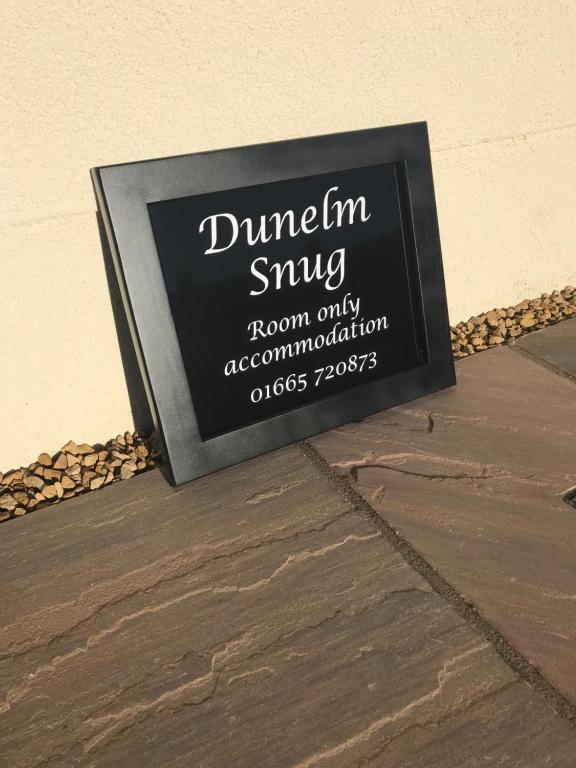 Dunelm
Snug
Room only
accommodation
01665 720873